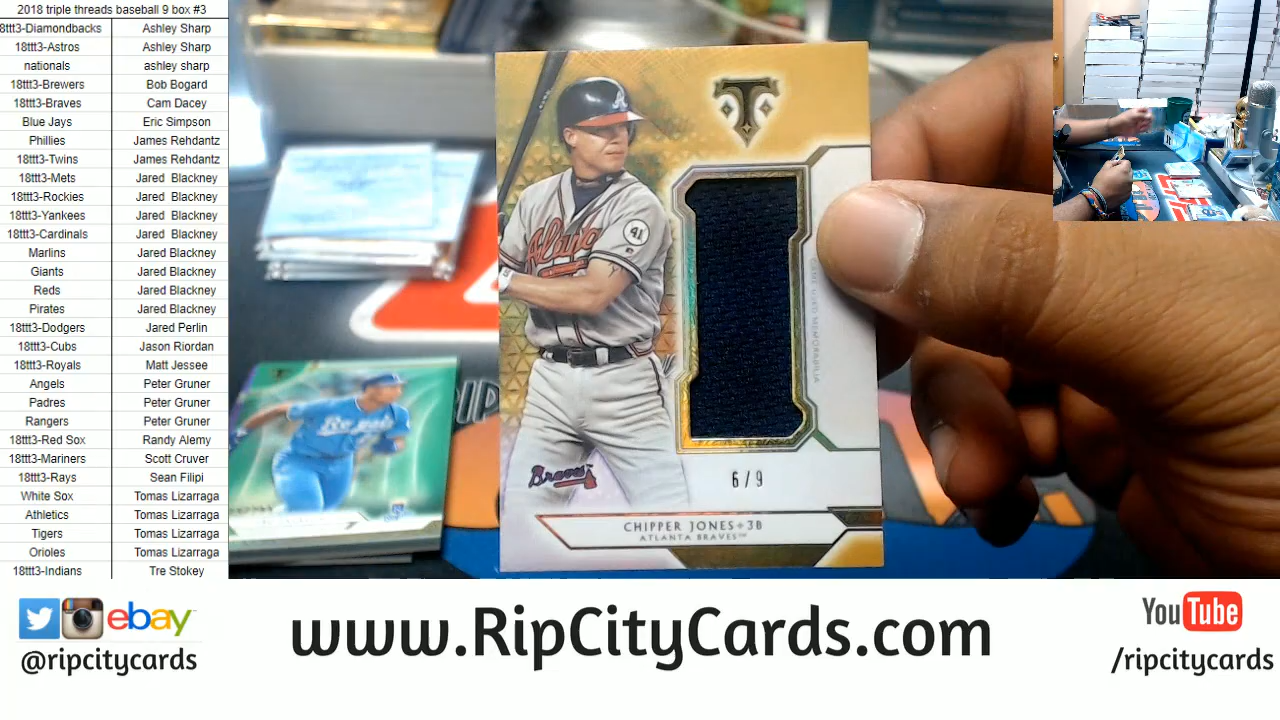 2018 triple threads baseball 9 box #3
18ttt3-Diamondbacks Ashley Sharp
18ttt3-Astros Ashley Sharp
nationals ashley sharp
18ttt3-Brewers Bob Bogard
18ttt3-Braves Cam Dacey
Blue Jays Eric Simpson
Phillies James Rehdantz
18ttt3-Twins James Rehdantz
18ttt3-Mets Jared Blackney
18ttt3-Rockies Jared Blackney
18ttt3-Yankees Jared Blackney
18ttt3-Cardinals Jared Blackney
Marlins Jared Blackney
Giants Jared Blackney
Reds Jared Blackney
Pirates Jared Blackney
18ttt3-Dodgers Jared Perlin
18ttt3-Cubs Jason Riordan
18ttt3-Royals Matt Jessee
Angels Peter Gruner
Padres Peter Gruner
Rangers Peter Gruner
18ttt3-Red Sox Randy Alemy
18ttt3-Mariners Scott Cruver
18ttt3-Rays Sean Filipi
White Sox Tomas Lizarraga
Athletics Tomas Lizarraga
Tigers Tomas Lizarraga
Orioles Tomas Lizarraga
18ttt3-Indians Tre Stokey
T
A
Atlanta
41
Braves
6/9
CHIPPER JONES 3B
ATLANTA BRAVES™
Royals
ebay™
@ripcitycards
www.RipCityCards.com
YouTube
/ripcitycards